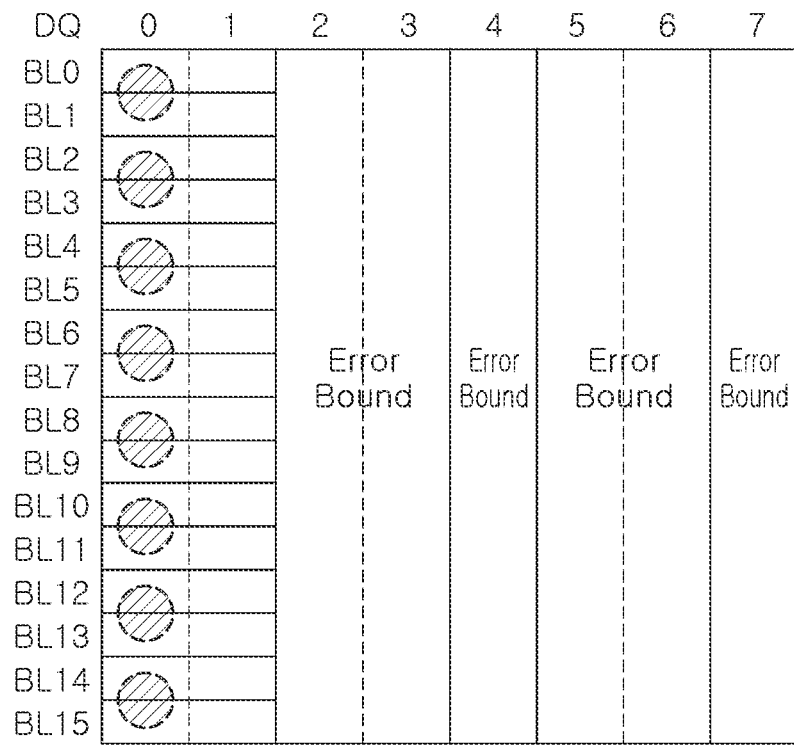 DQ 0 1 2 3 4 5 6 7
BL0
BL1
BL2
BL3
BL4
BL5
BL6
BL7
BL8
BL9
BL10
BL11
BL12
BL13
BL14
BL15
Error
Bound
Error
Bound
Error
Bound
Error
Bound